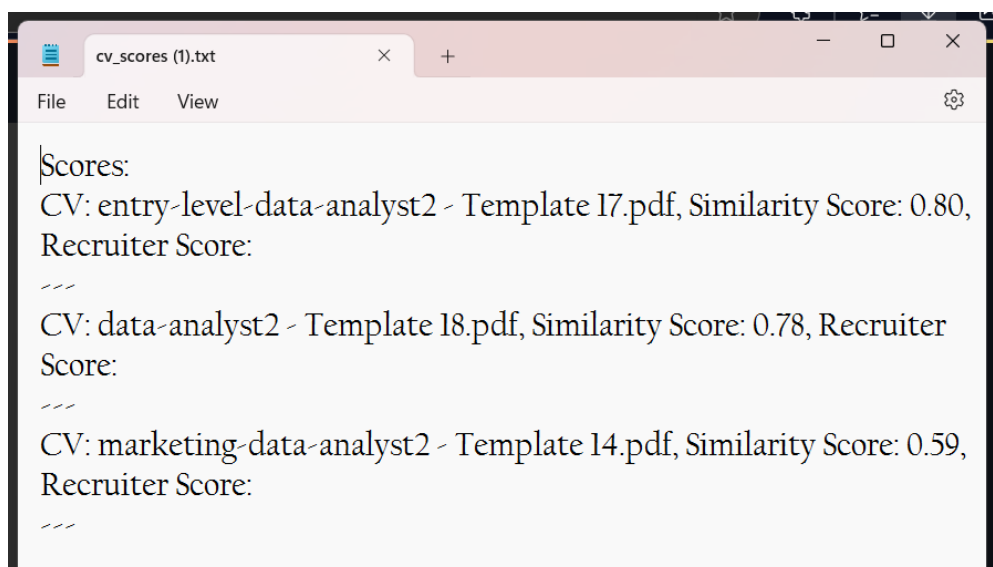 cv_scores (1).txt
File Edit View
Scores:
CV: entry-level-data-analyst2 - Template 17.pdf, Similarity Score: 0.80,
Recruiter Score:
---
CV: data-analyst2 - Template 18.pdf, Similarity Score: 0.78, Recruiter
Score:
---
CV: marketing-data-analyst2 - Template 14.pdf, Similarity Score: 0.59,
Recruiter Score:
---